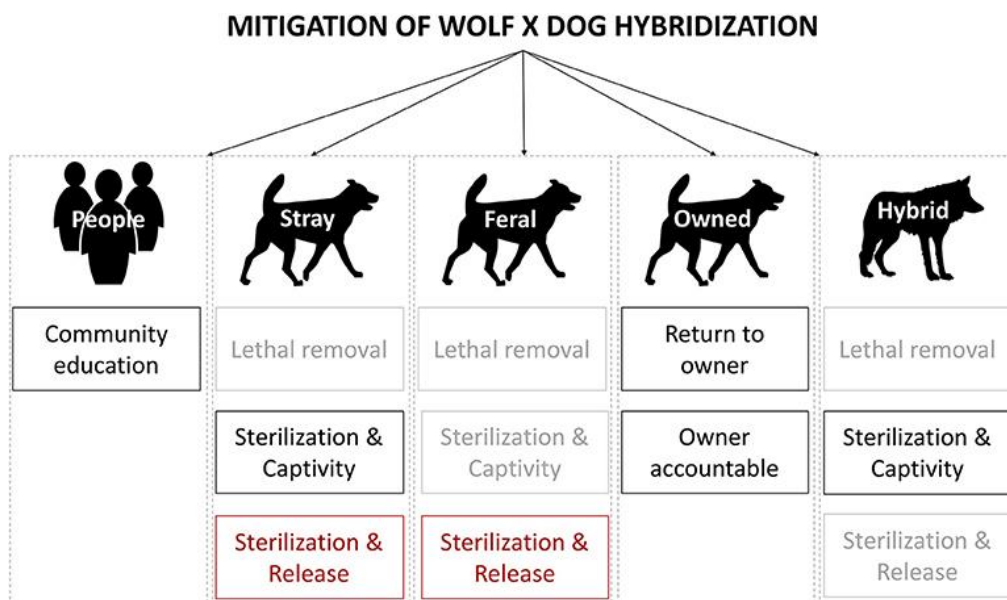 MITIGATION OF WOLF X DOG HYBRIDIZATION
People
Stray
Feral
Owned
Hybrid
Community
education
Lethal removal
Lethal removal
Return to
owner
Lethal removal
Sterilization &
Captivity
Sterilization &
Captivity
Owner
accountable
Sterilization &
Captivity
Sterilization &
Release
Sterilization &
Release
Sterilization &
Release